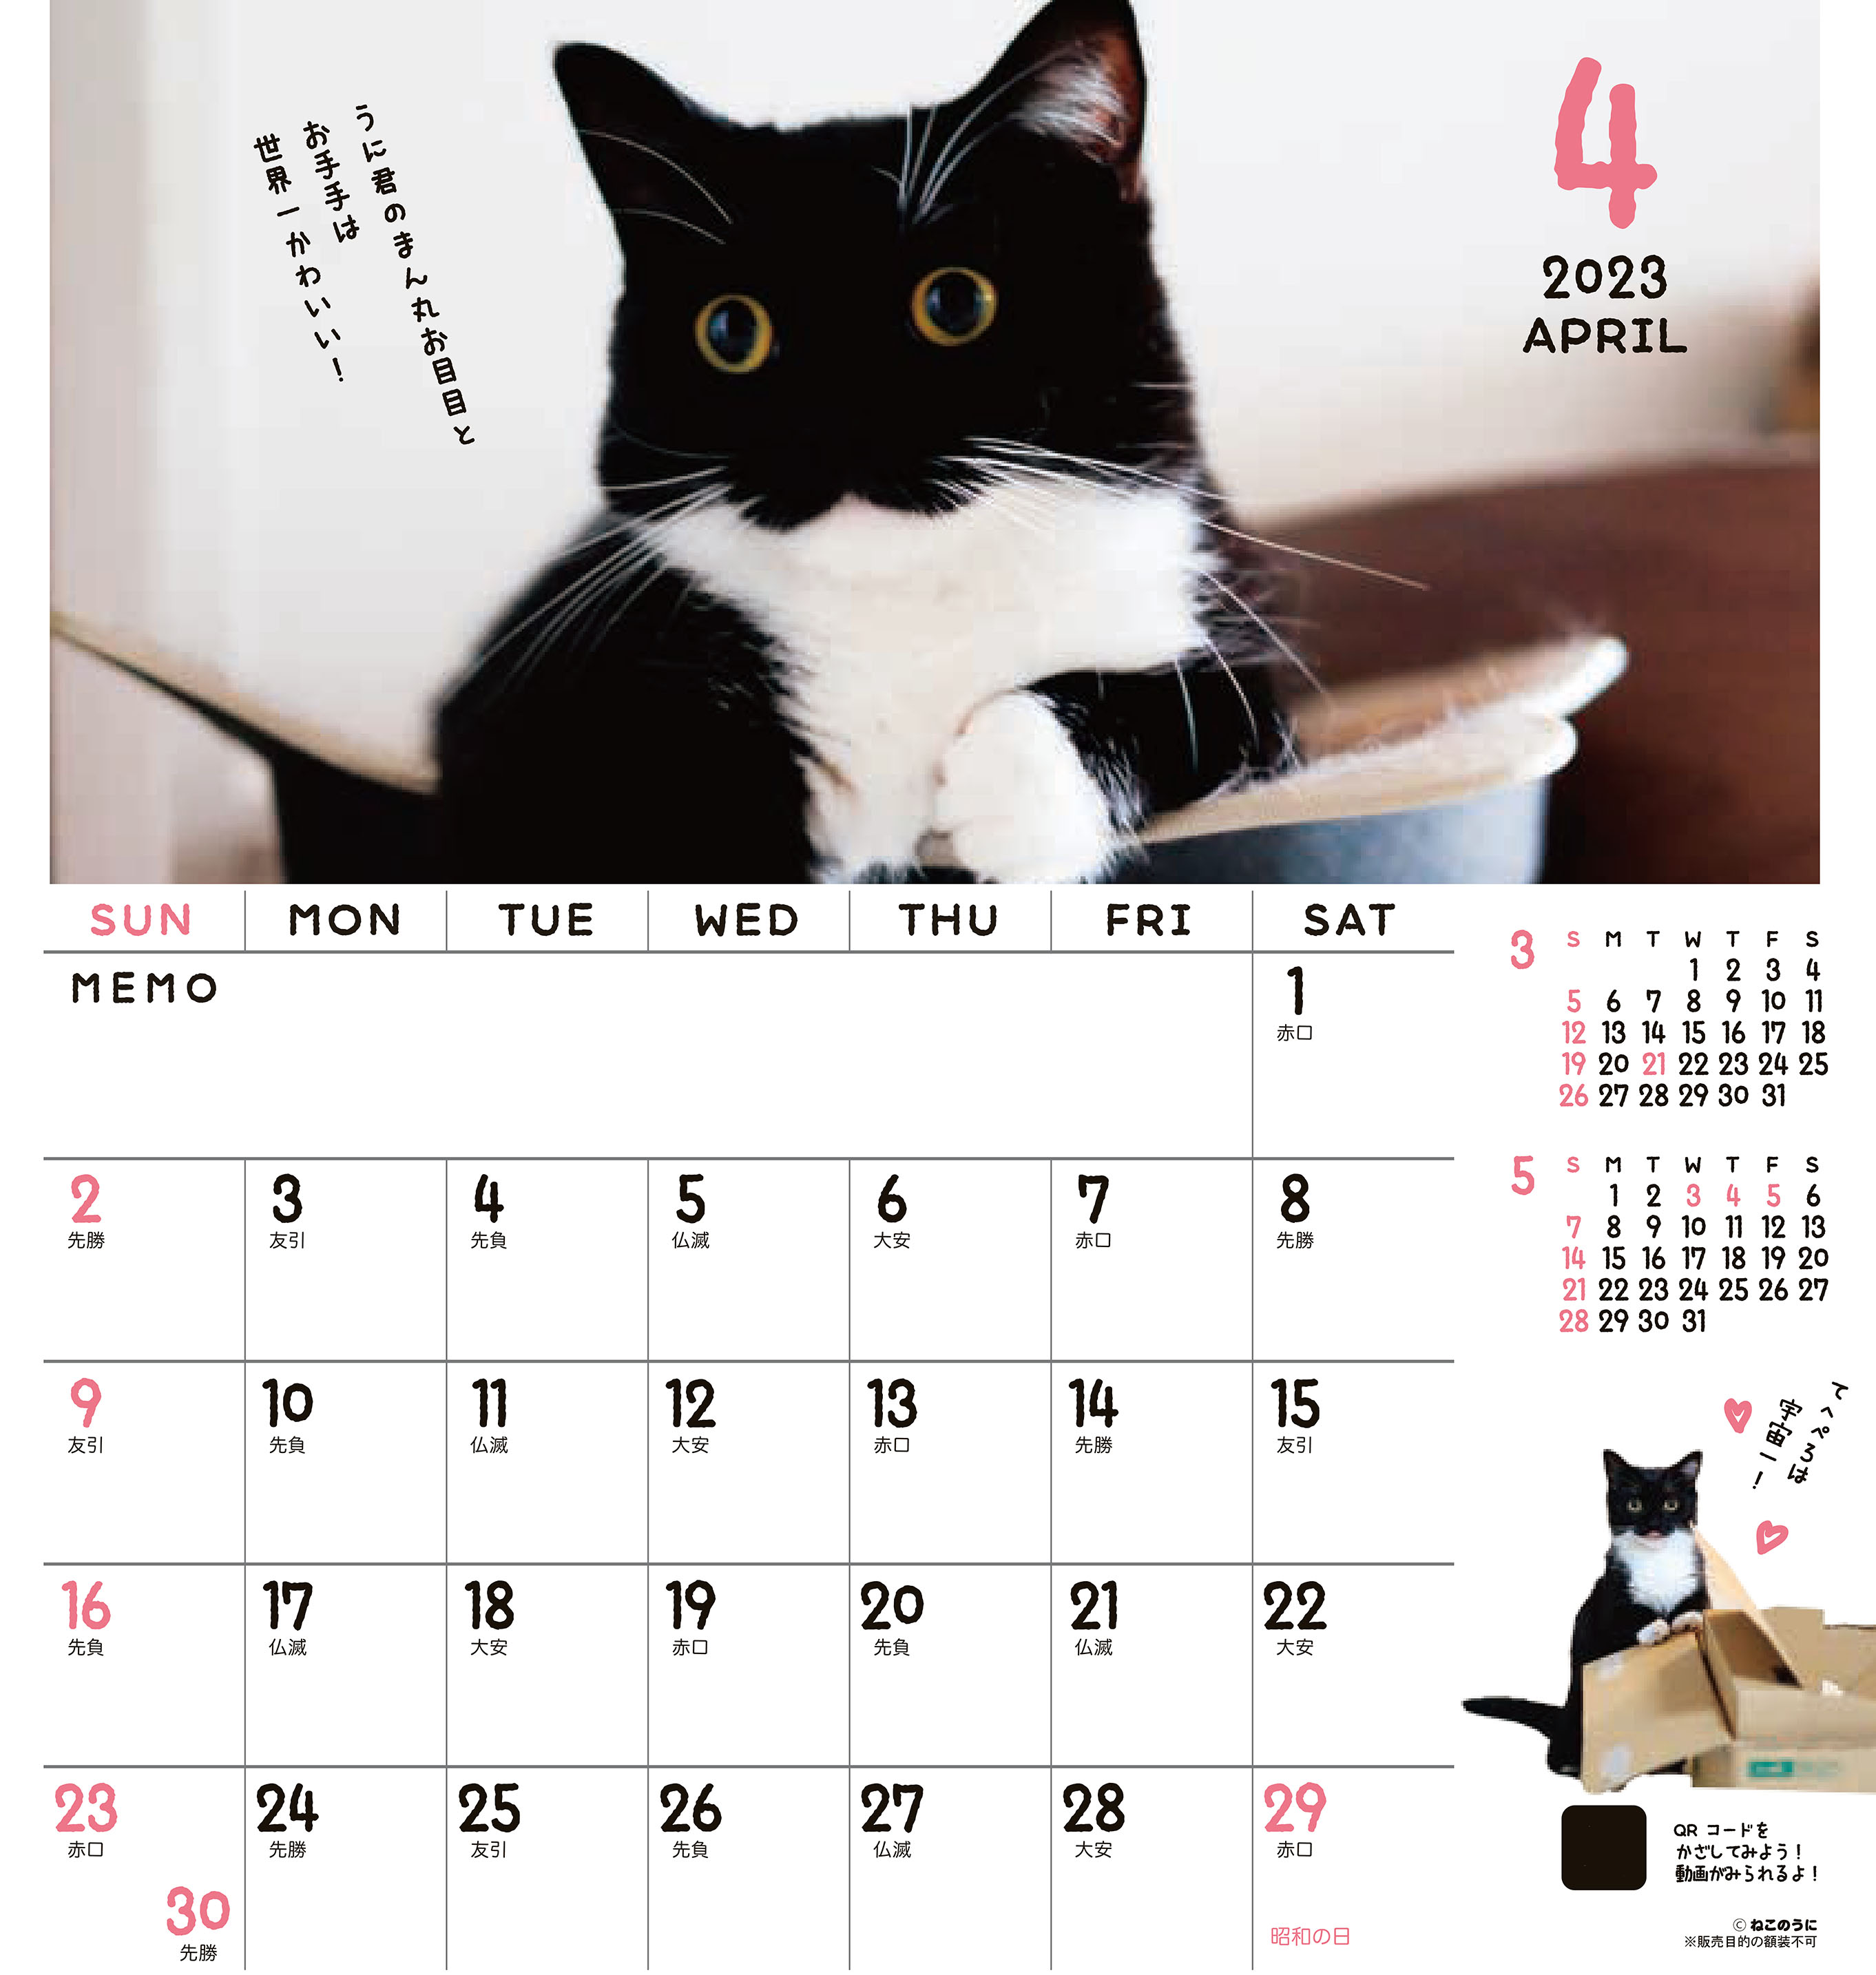 うに君のまん丸お目目と
お手手は
世界一かわいい!
4
2023
APRIL
SUN MON TUE WED THU FRI SAT
MEMO
1
赤口
2 3 4 5 6 7 8
先勝 友引 先負 仏滅 大安 赤口 先勝
9 10 11 12 13 14 15
友引 先負 仏滅 大安 赤口 先勝 友引
16 17 18 19 20 21 22
先負 仏滅 大安 赤口 先負 仏滅 大安
23 24 25 26 27 28 29
赤口 先勝 友引 先負 仏滅 大安 赤口
30
先勝
昭和の日
3
S M T W T F S
1 2 3 4
5 6 7 8 9 10 11
12 13 14 15 16 17 18
19 20 21 22 23 24 25
26 27 28 29 30 31
5
S M T W T F S
1 2 3 4 5 6
7 8 9 10 11 12 13
14 15 16 17 18 19 20
21 22 23 24 25 26 27
28 29 30 31
てへぺろは
宇宙一!
QR コードを
かざしてみよう!
動画がみられるよ!
© ねこのうに
※販売目的の額装不可